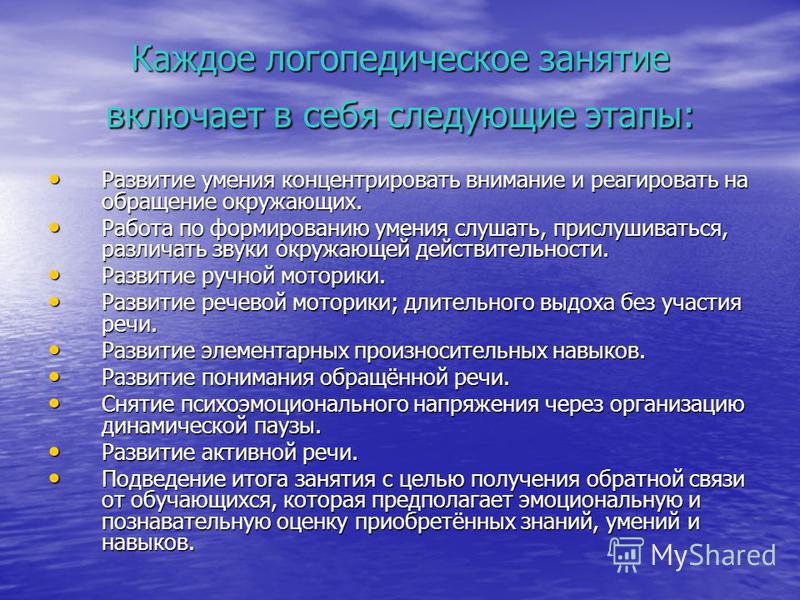 Каждое логопедическое занятие
включает в себя следующие этапы:
• Развитие умения концентрировать внимание и реагировать на
обращение окружающих.
• Работа по формированию умения слушать, прислушиваться,
различать звуки окружающей действительности.
• Развитие ручной моторики.
• Развитие речевой моторики; длительного выдоха без участия
речи.
• Развитие элементарных произносительных навыков.
• Развитие понимания обращённой речи.
• Снятие психоэмоционального напряжения через организацию
динамической паузы.
• Развитие активной речи.
• Подведение итога занятия с целью получения обратной связи
от обучающихся, которая предполагает эмоциональную и
познавательную оценку приобретённых знаний, умений и
навыков.
MyShared